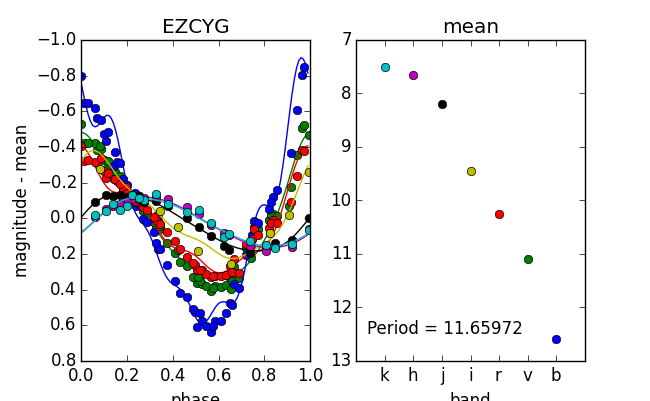 EZCYG
mean
−1.0
−0.8
−0.6
−0.4
−0.2
0.0
0.2
0.4
0.6
0.8
magnitude - mean
0.0 0.2 0.4 0.6 0.8 1.0
phase
7
8
9
10
11
12
13
Period = 11.65972
k h j i r v b
band